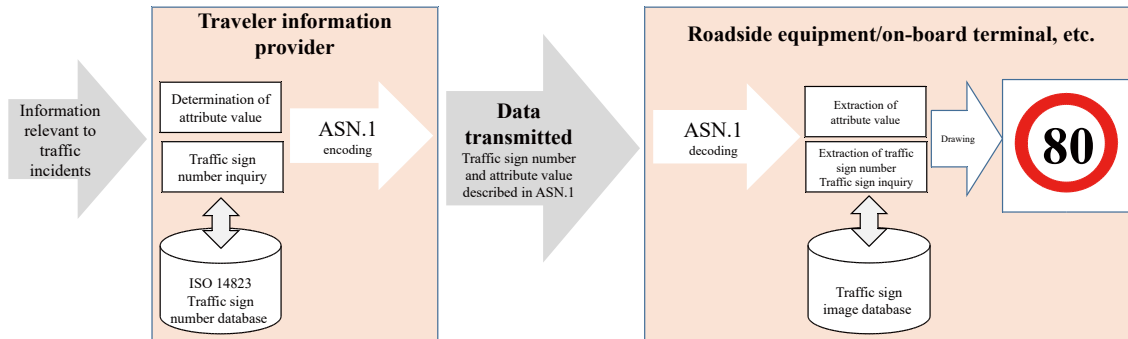 Information
relevant to
traffic
incidents
Traveler information
provider
Determination of
attribute value
Traffic sign
number inquiry
ISO 14823
Traffic sign
number database
ASN.1
encoding
Data
transmitted
Traffic sign number
and attribute value
described in ASN.1
Roadside equipment/on-board terminal, etc.
ASN.1
decoding
Extraction of
attribute value
Extraction of traffic
sign number
Traffic sign inquiry
Traffic sign
image database
Drawing
80